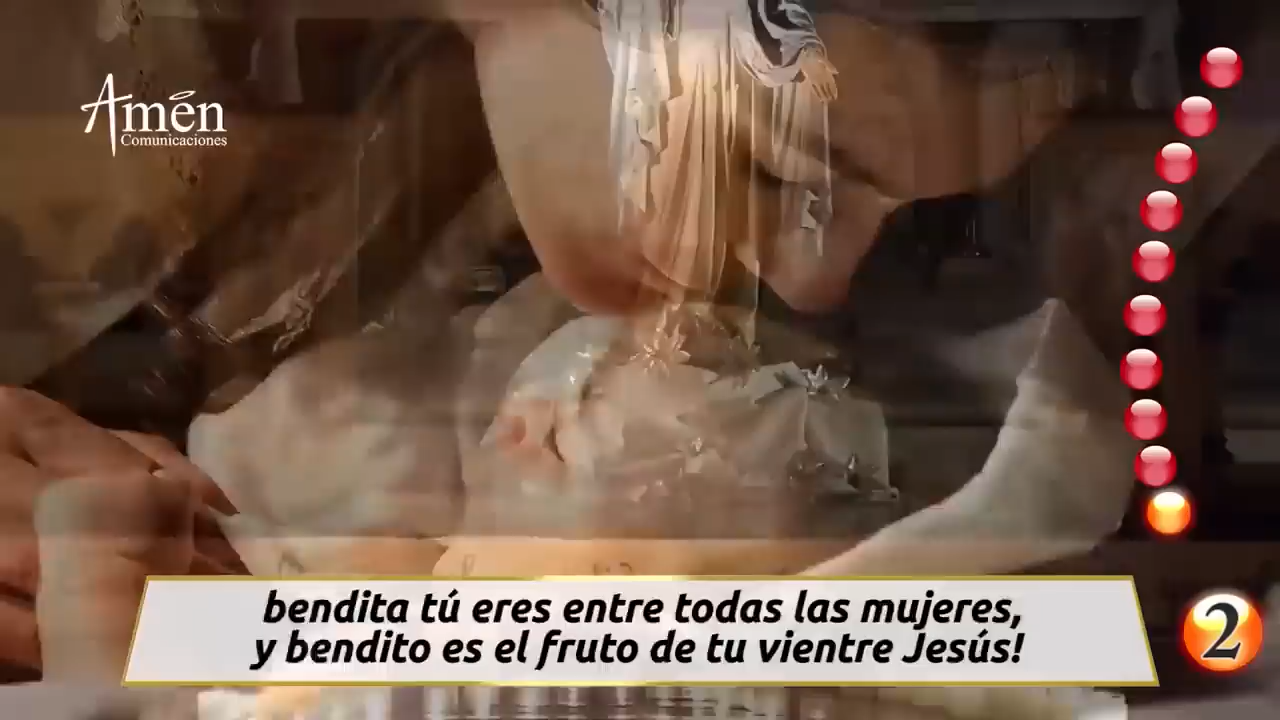 Amén
Comunicaciones
bendita tú eres entre todas las mujeres,
y bendito es el fruto de tu vientre Jesús!
2